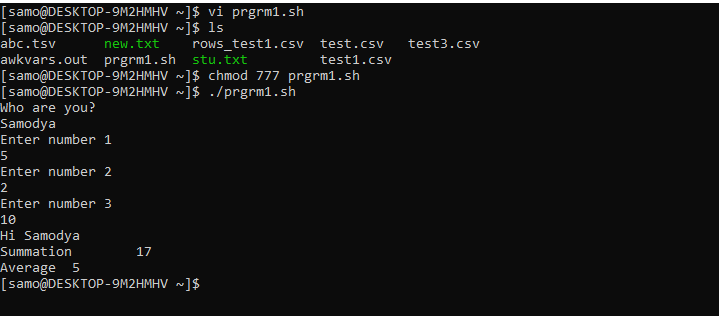 [samo@DESKTOP-9M2HMHV ~]$ vi prgrm1.sh
[samo@DESKTOP-9M2HMHV ~]$ ls
abc.tsv     new.txt    rows_test1.csv  test.csv   test3.csv
awkvars.out  prgrm1.sh  stu.txt         test1.csv
[samo@DESKTOP-9M2HMHV ~]$ chmod 777 prgrm1.sh
[samo@DESKTOP-9M2HMHV ~]$ ./prgrm1.sh
Who are you?
Samodya
Enter number 1
5
Enter number 2
2
Enter number 3
10
Hi Samodya
Summation        17
Average  5
[samo@DESKTOP-9M2HMHV ~]$